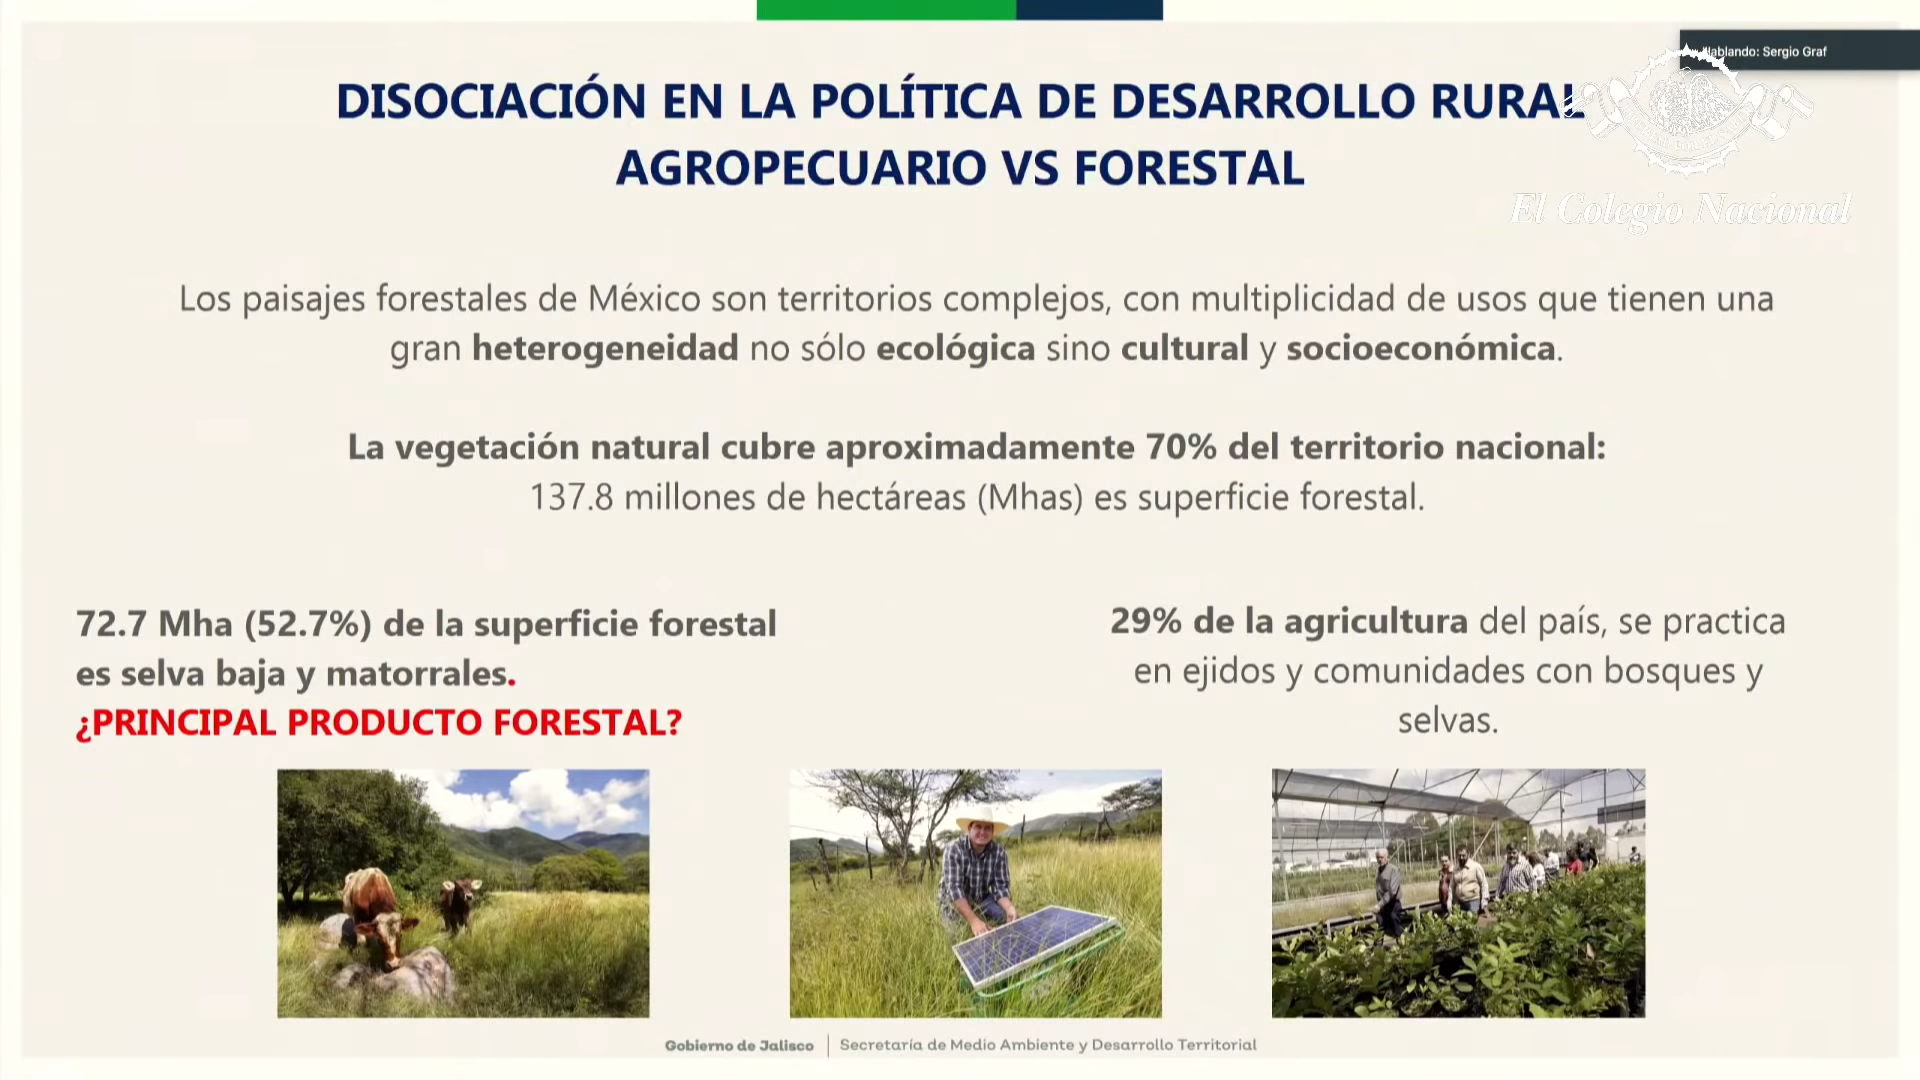 Hablando: Sergio Graf
DISOCIACIÓN EN LA POLÍTICA DE DESARROLLO RURAL
AGROPECUARIO VS FORESTAL
El Colegio Nacional
Los paisajes forestales de México son territorios complejos, con multiplicidad de usos que tienen una
gran heterogeneidad no sólo ecológica sino cultural y socioeconómica.
La vegetación natural cubre aproximadamente 70% del territorio nacional:
137.8 millones de hectáreas (Mhas) es superficie forestal.
72.7 Mha (52.7%) de la superficie forestal
es selva baja y matorrales.
¿PRINCIPAL PRODUCTO FORESTAL?
29% de la agricultura del país, se practica
en ejidos y comunidades con bosques y
selvas.
Gobierno de Jalisco | Secretaría de Medio Ambiente y Desarrollo Territorial